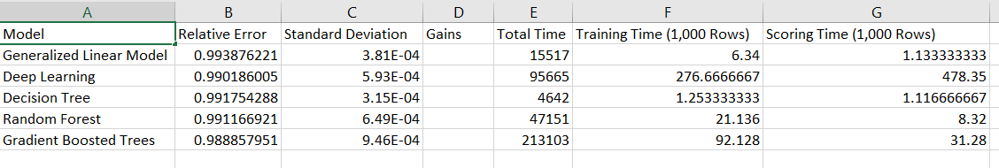 A B C D E F G
Model Relative Error Standard Deviation Gains Total Time Training Time (1,000 Rows) Scoring Time (1,000 Rows)
Generalized Linear Model 0.993876221 3.81E-04 15517 6.34 1.133333333
Deep Learning 0.990186005 5.93E-04 95665 276.6666667 478.35
Decision Tree 0.991754288 3.15E-04 4642 1.253333333 1.116666667
Random Forest 0.991166921 6.49E-04 47151 21.136 8.32
Gradient Boosted Trees 0.988857951 9.46E-04 213103 92.128 31.28